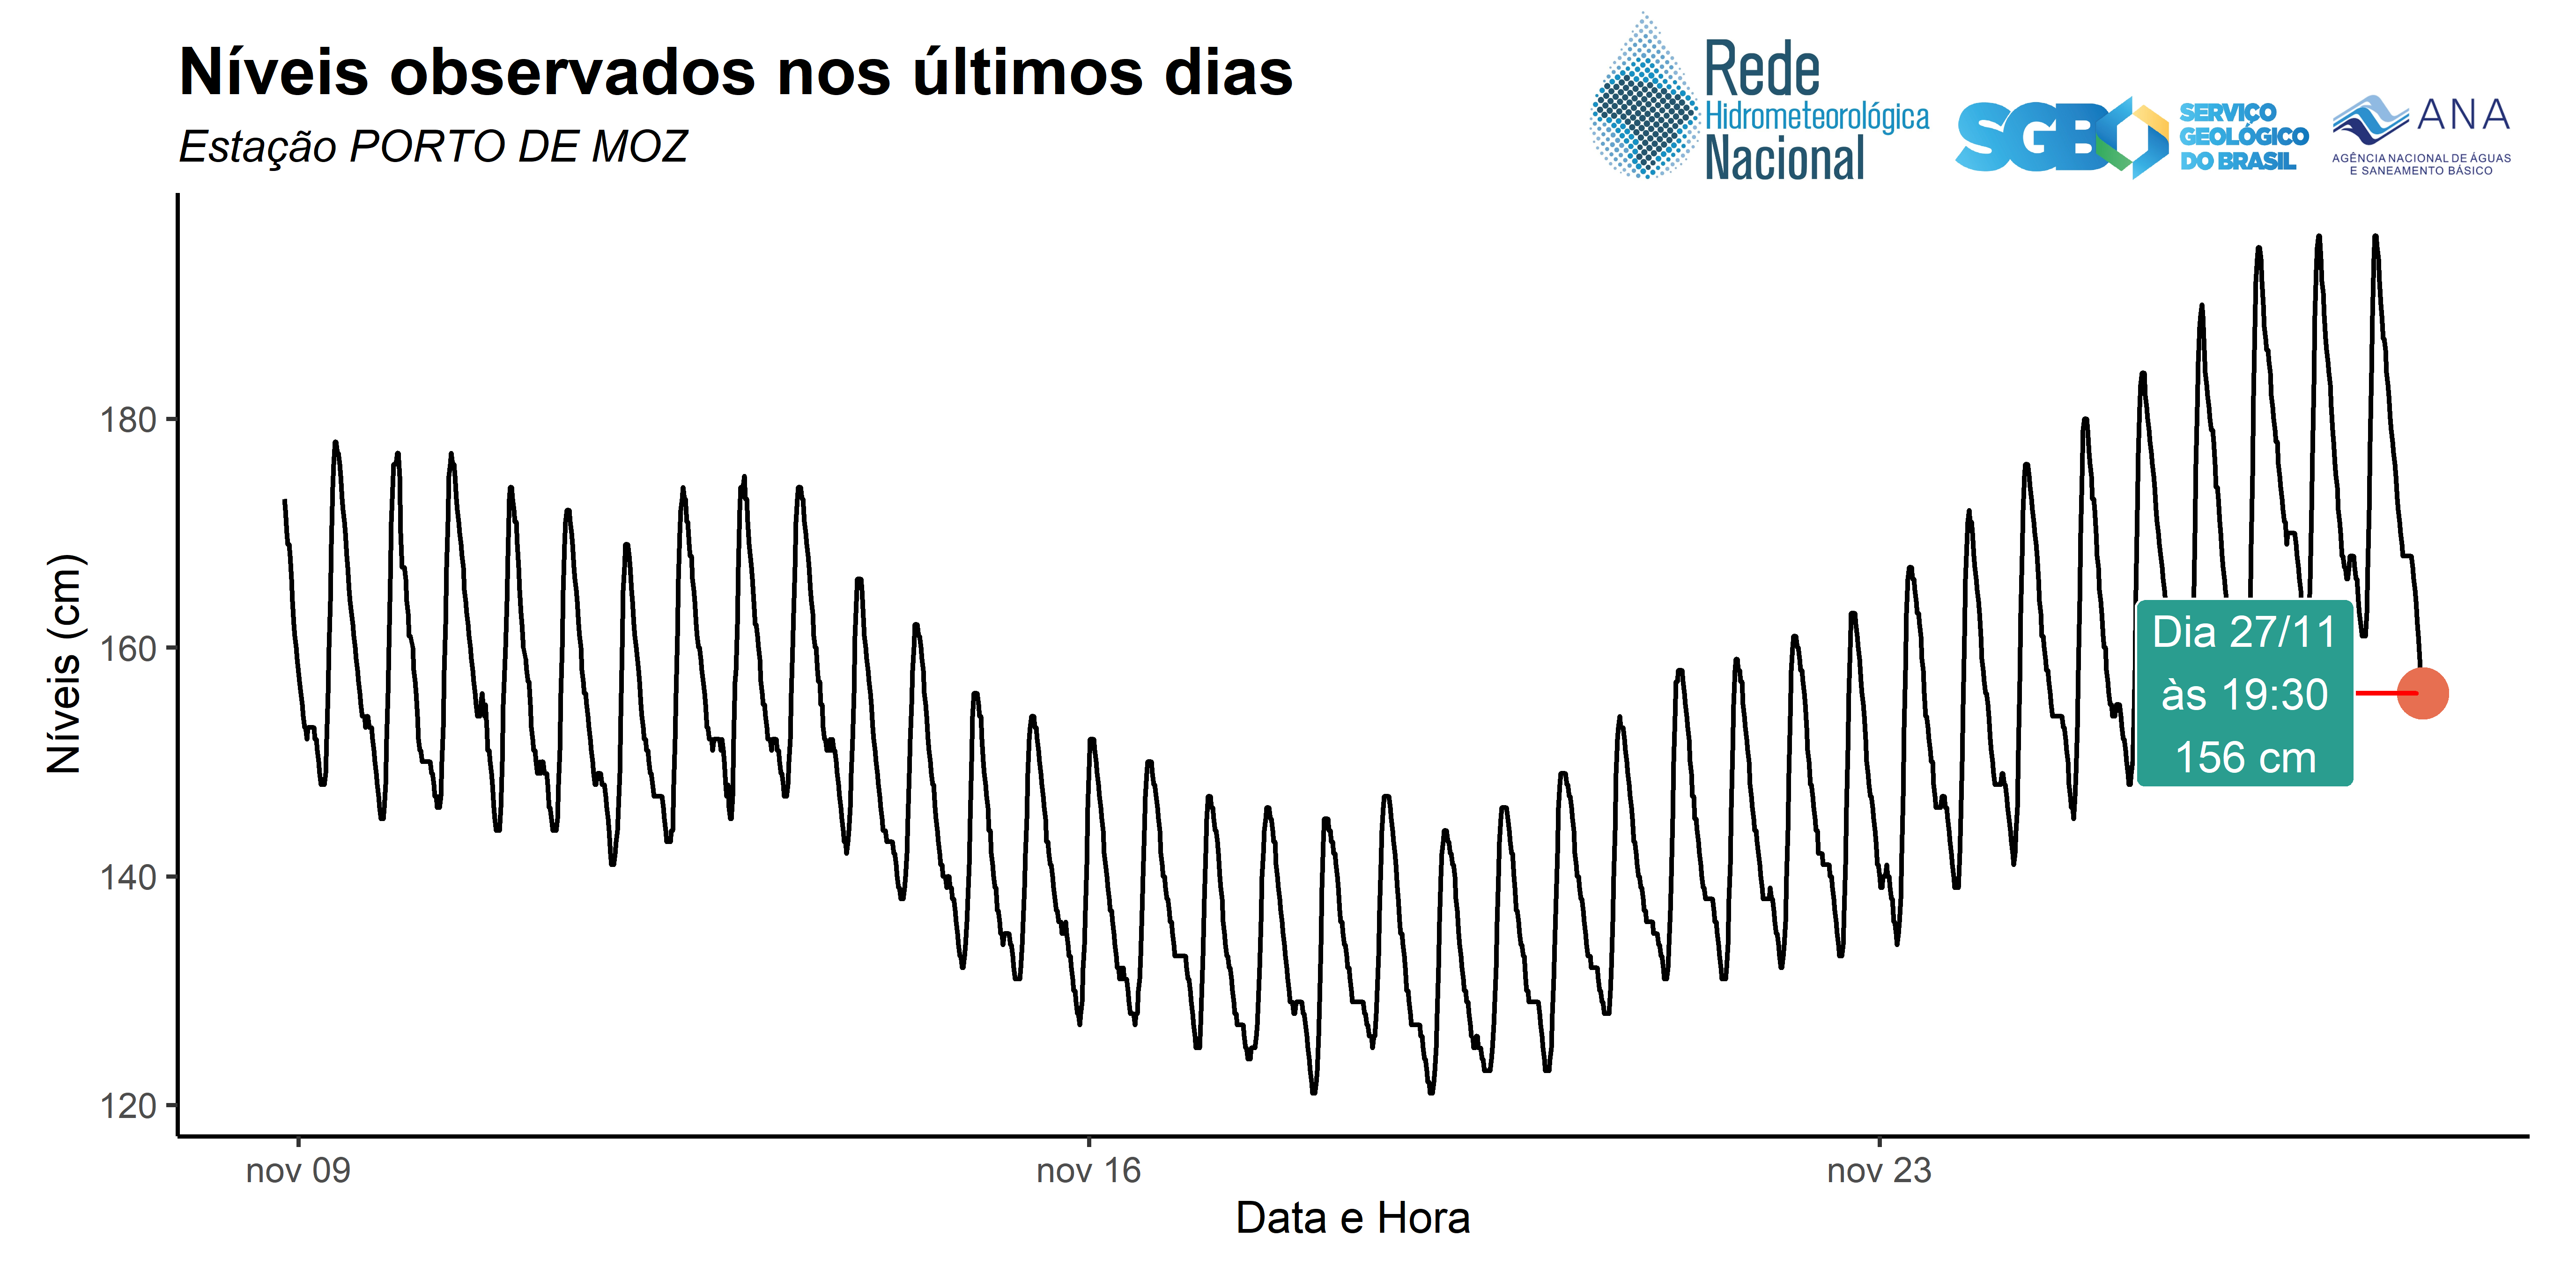 Níveis observados nos últimos dias
Estação PORTO DE MOZ
Rede
Hidrometeorológica
Nacional
SGB
SERVIÇO
GEOLÓGICO
DO BRASIL
ANA
AGÊNCIA NACIONAL DE ÁGUAS
E SANEAMENTO BÁSICO
Níveis (cm)
180
160
140
120
Dia 27/11
às 19:30
156 cm
nov 09
nov 16
nov 23
Data e Hora